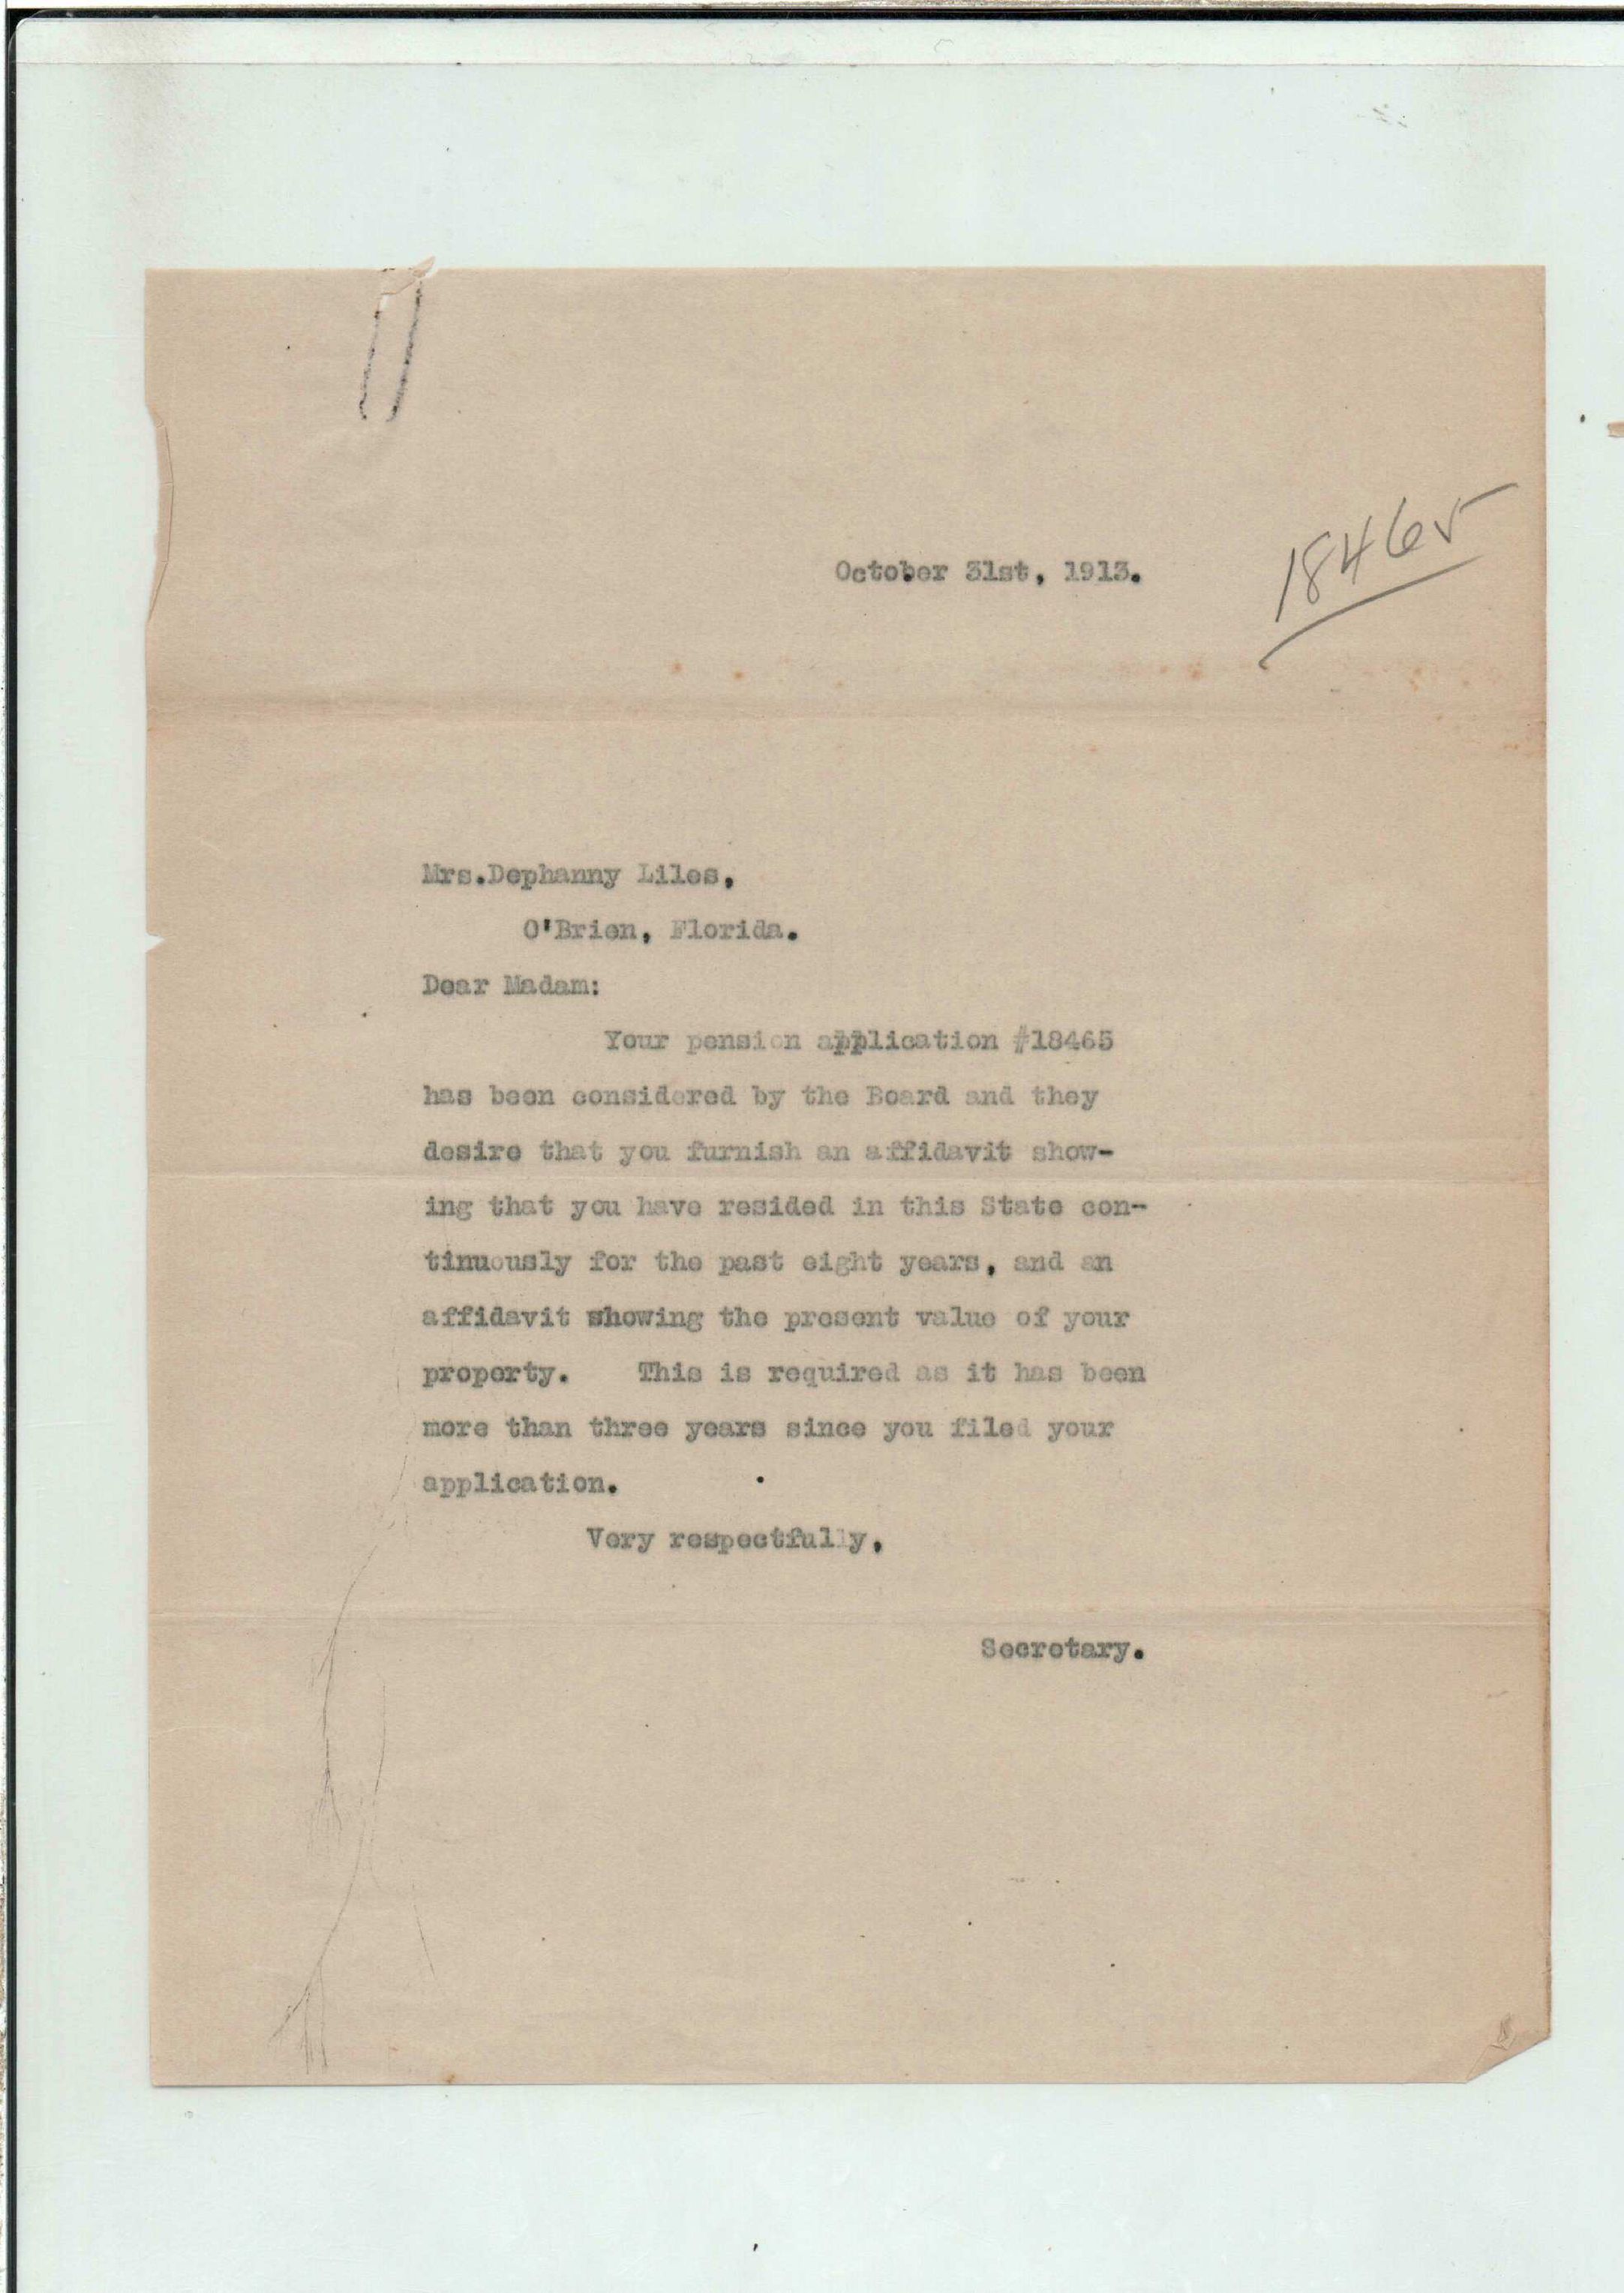 October 31st, 1913.
18465
Mrs.Dephanny Liles,
O'Brien, Florida.
Dear Madam:
Your pension application #18465
has been considered by the Board and they
desire that you furnish an affidavit show-
ing that you have resided in this State con-
tinuously for the past eight years, and an
affidavit showing the present value of your
property. This is required as it has been
more than three years since you filed your
application.
Very respectfully,
Secretary.